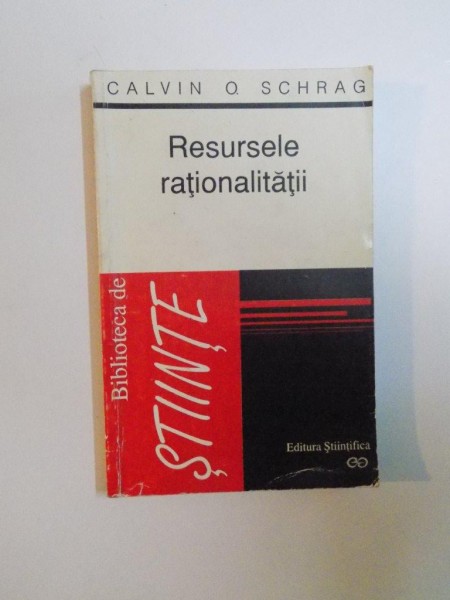 CALVIN O. SCHRAG
Resursele
raţionalităţii
Biblioteca de
ŞTIINŢE
Editura Ştiinţifica